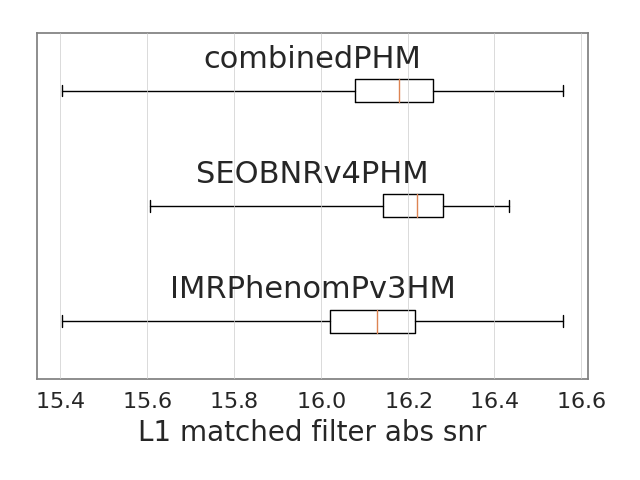 combinedPHM
SEOBNRv4PHM
IMRPhenomPv3HM
15.4 15.6 15.8 16.0 16.2 16.4 16.6
L1 matched filter abs snr